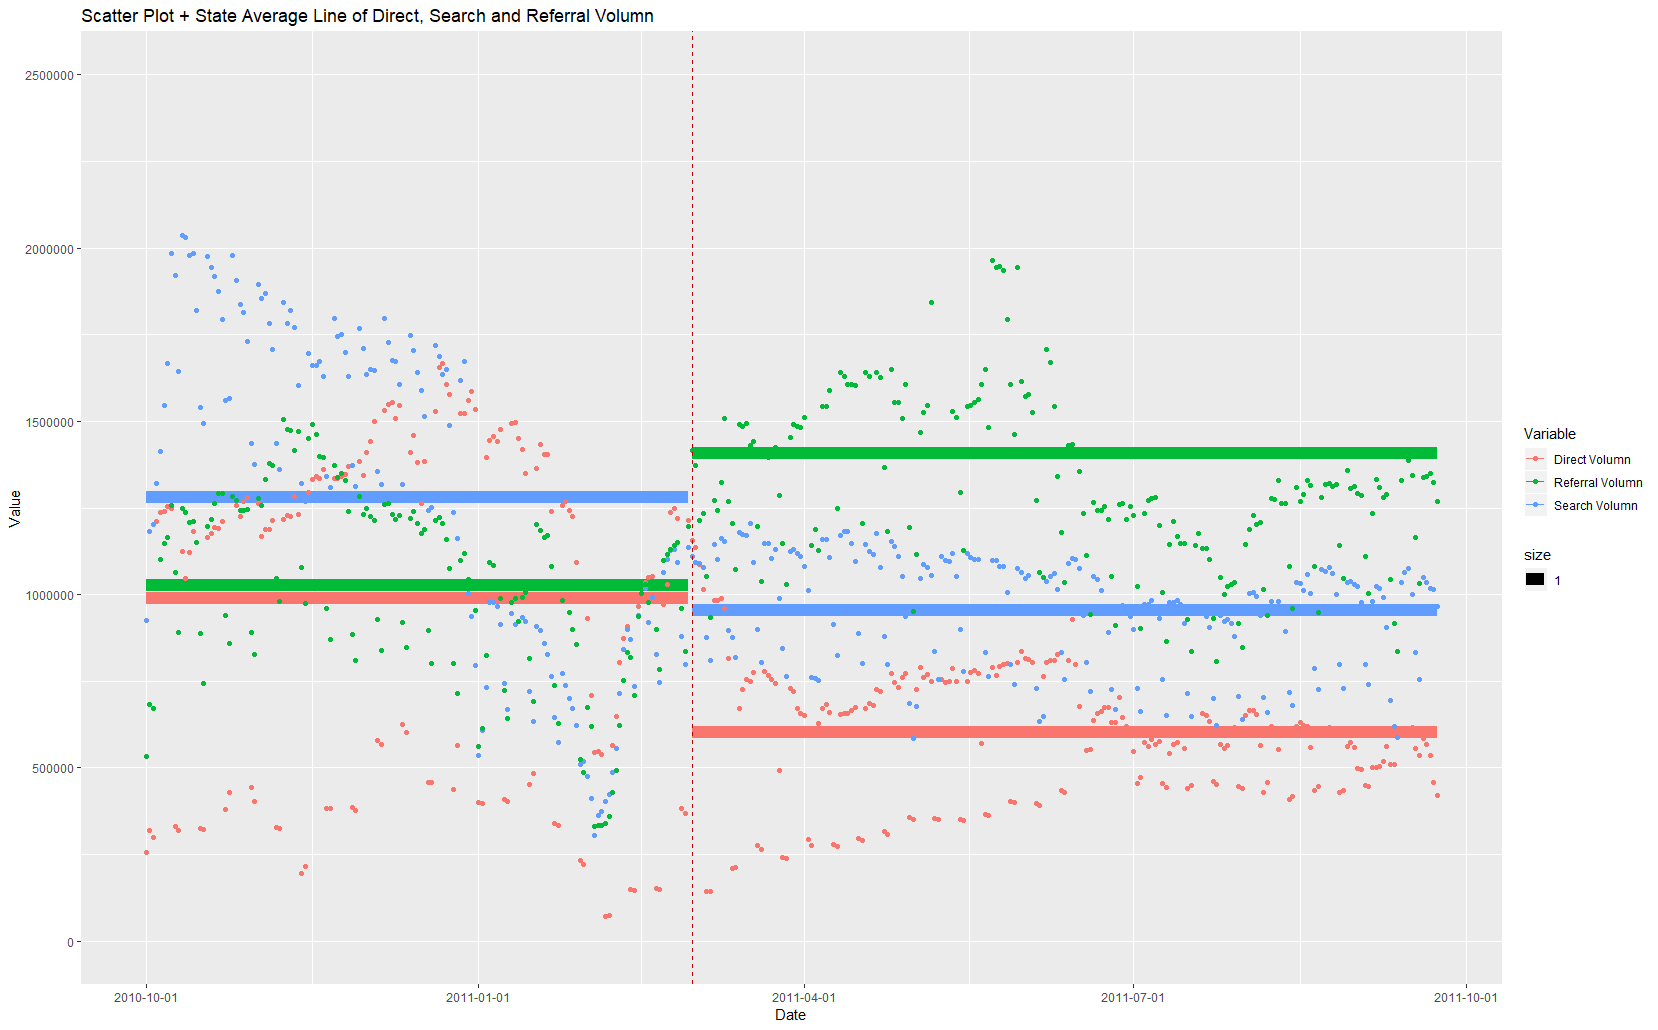 Scatter Plot + State Average Line of Direct, Search and Referral Volumn
2500000
2000000
1500000
1000000
500000
0
Value
2010-10-01
2011-01-01
2011-04-01
2011-07-01
2011-10-01
Date
Variable
Direct Volumn
Referral Volumn
Search Volumn
size
1